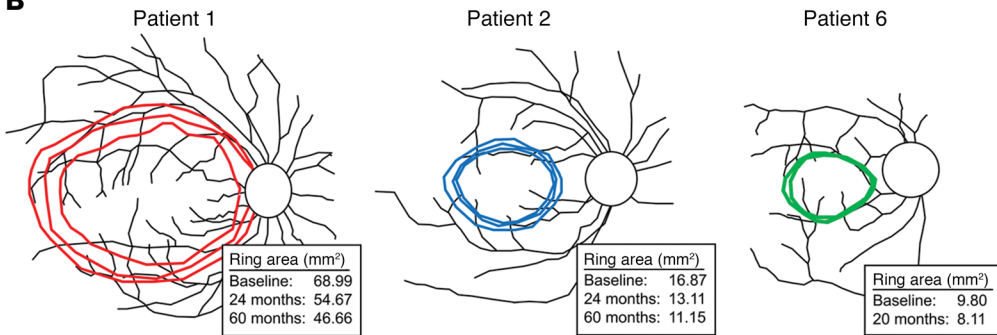 B
Patient 1
Patient 2
Patient 6
Ring area (mm²)
Baseline: 68.99
24 months: 54.67
60 months: 46.66
Ring area (mm²)
Baseline: 16.87
24 months: 13.11
60 months: 11.15
Ring area (mm²)
Baseline: 9.80
20 months: 8.11